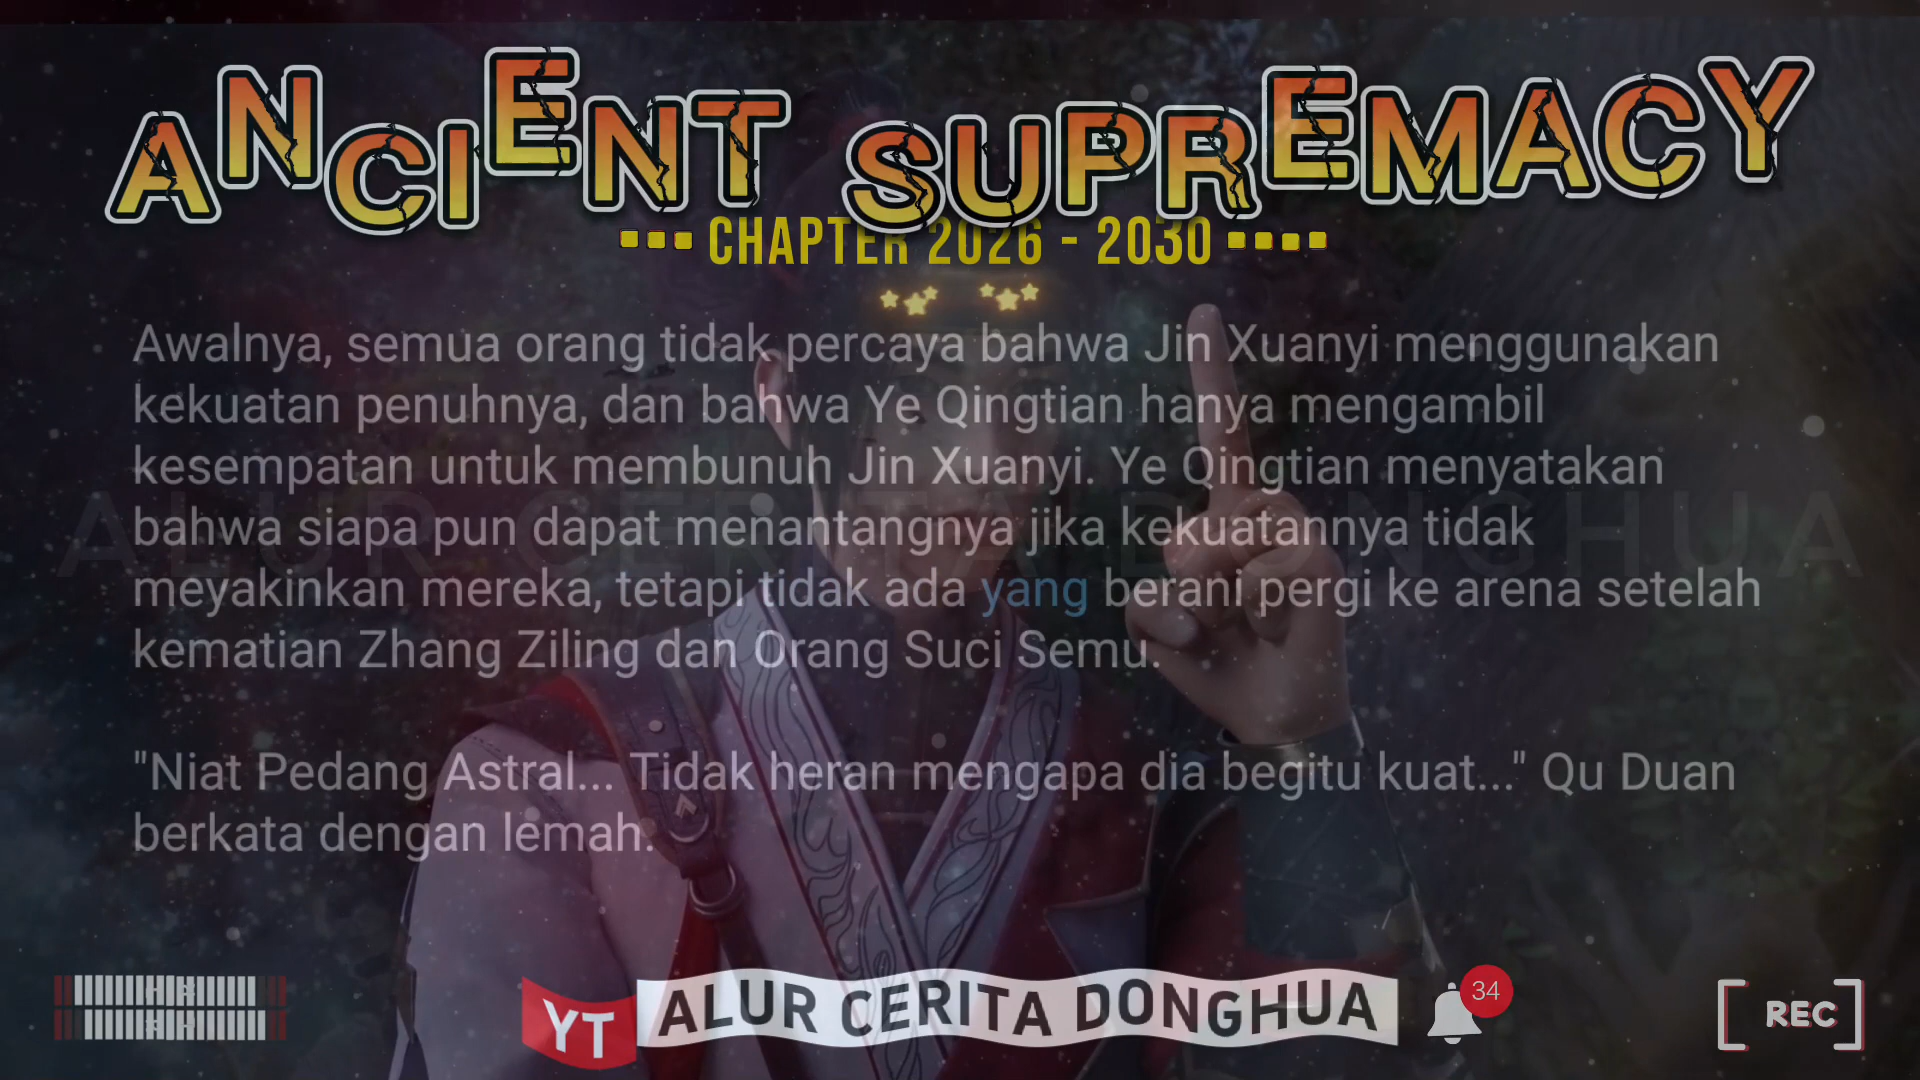 ANCIENT SUPREMACY
CHAPTER 2026 - 2030
Awalnya, semua orang tidak percaya bahwa Jin Xuanyi menggunakan
kekuatan penuhnya, dan bahwa Ye Qingtian hanya mengambil
kesempatan untuk membunuh Jin Xuanyi. Ye Qingtian menyatakan
bahwa siapa pun dapat menantangnya jika kekuatannya tidak
meyakinkan mereka, tetapi tidak ada yang berani pergi ke arena setelah
kematian Zhang Ziling dan Orang Suci Semu.
"Niat Pedang Astral... Tidak heran mengapa dia begitu kuat..." Qu Duan
berkata dengan lemah.
ALUR CERITA DONGHUA
YT ALUR CERITA DONGHUA 34
REC